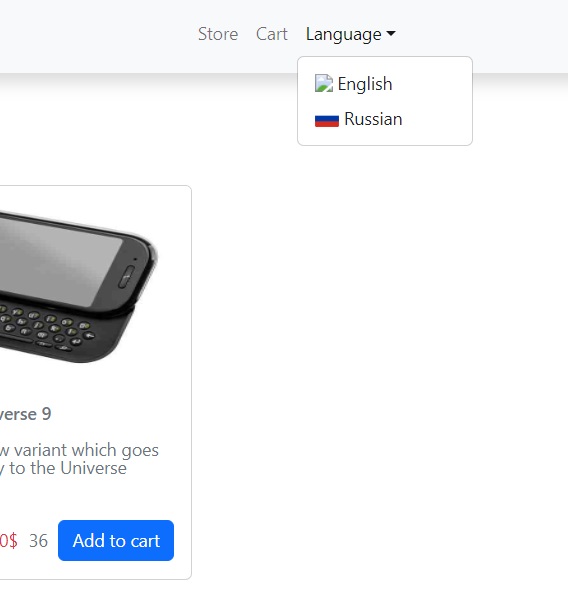 Store Cart Language
English
Russian
verse 9
w variant which goes
y to the Universe
0$ 36 Add to cart